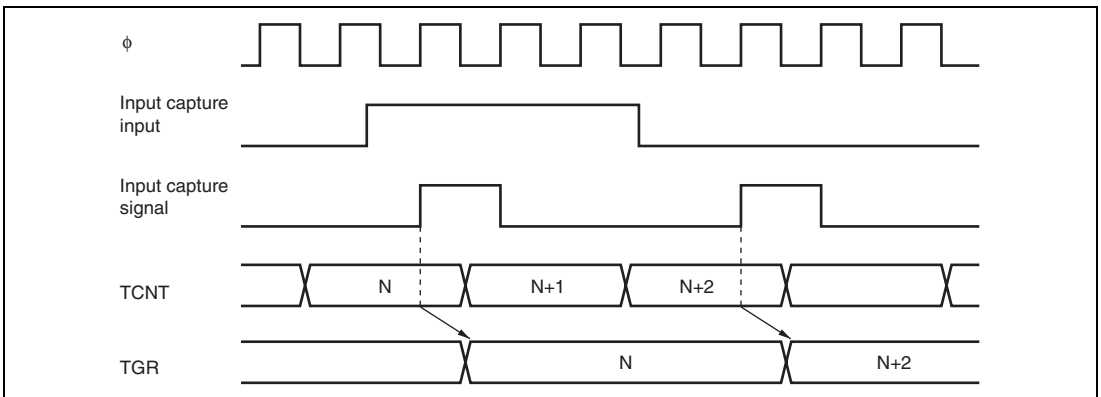 ϕ
Input capture
input
Input capture
signal
TCNT
N
N+1
N+2
TGR
N
N+2